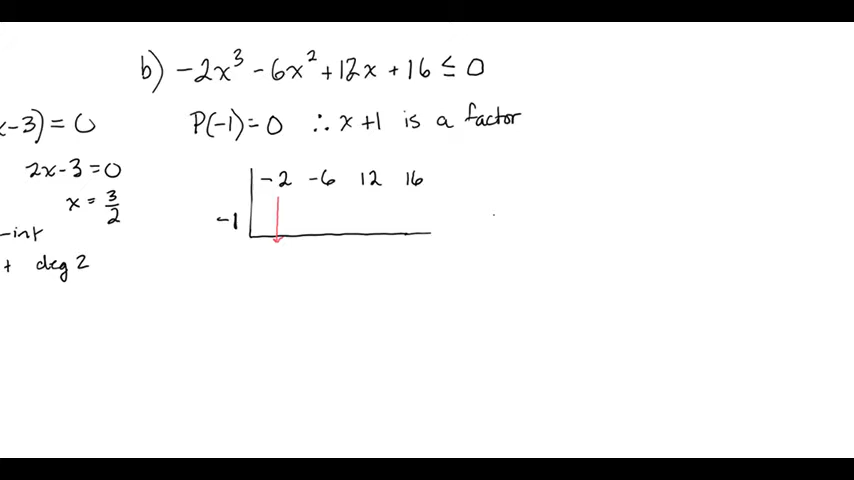 b) -2x³ - 6x² + 12x + 16 ≤ 0
x-3) = 0
P(-1) = 0 ∴ x+1 is a factor
2x-3 = 0
x = 3/2
-2 -6 12 16
-1
-int
+ deg 2